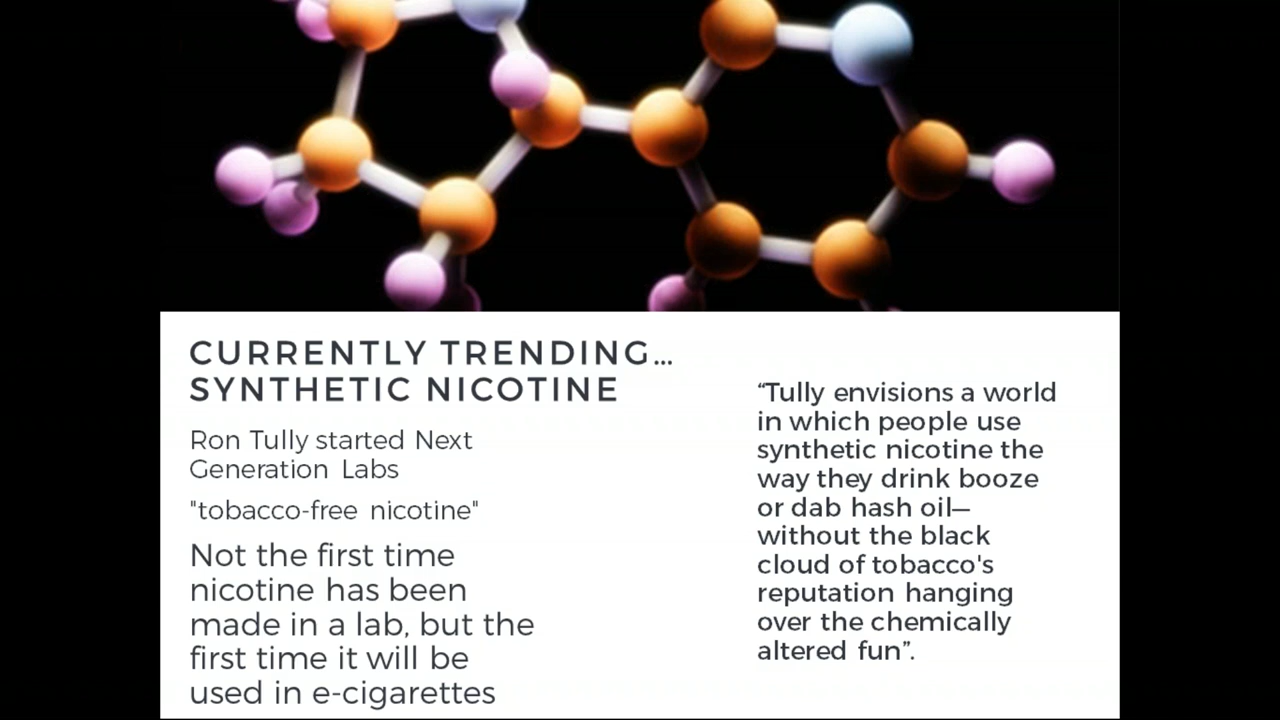 CURRENTLY TRENDING...
SYNTHETIC NICOTINE
Ron Tully started Next
Generation Labs
"tobacco-free nicotine"
Not the first time
nicotine has been
made in a lab, but the
first time it will be
used in e-cigarettes
“Tully envisions a world
in which people use
synthetic nicotine the
way they drink booze
or dab hash oil—
without the black
cloud of tobacco's
reputation hanging
over the chemically
altered fun”.